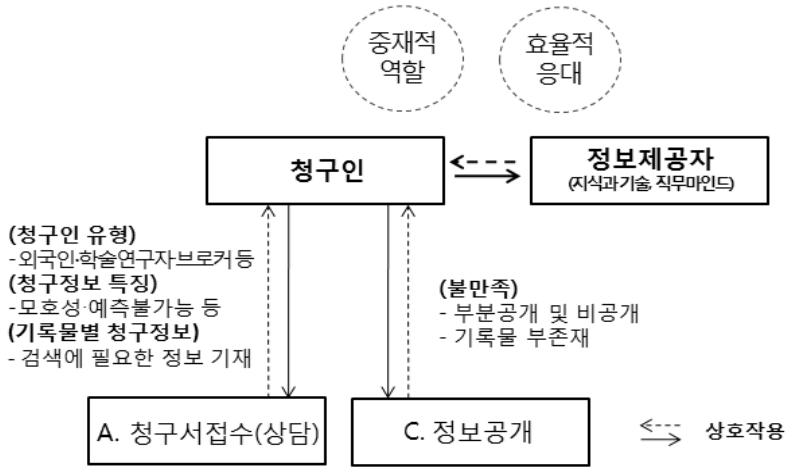 중재적
역할
효율적
응대
청구인
정보제공자
(지식과 기술, 직무마인드)
(청구인 유형)
- 외국인·학술연구자·브로커 등
(청구정보 특징)
- 모호성·예측불가능 등
(기록물별 청구정보)
- 검색에 필요한 정보 기재
(불만족)
- 부분공개 및 비공개
- 기록물 부존재
A. 청구서접수(상담)
C. 정보공개
상호작용